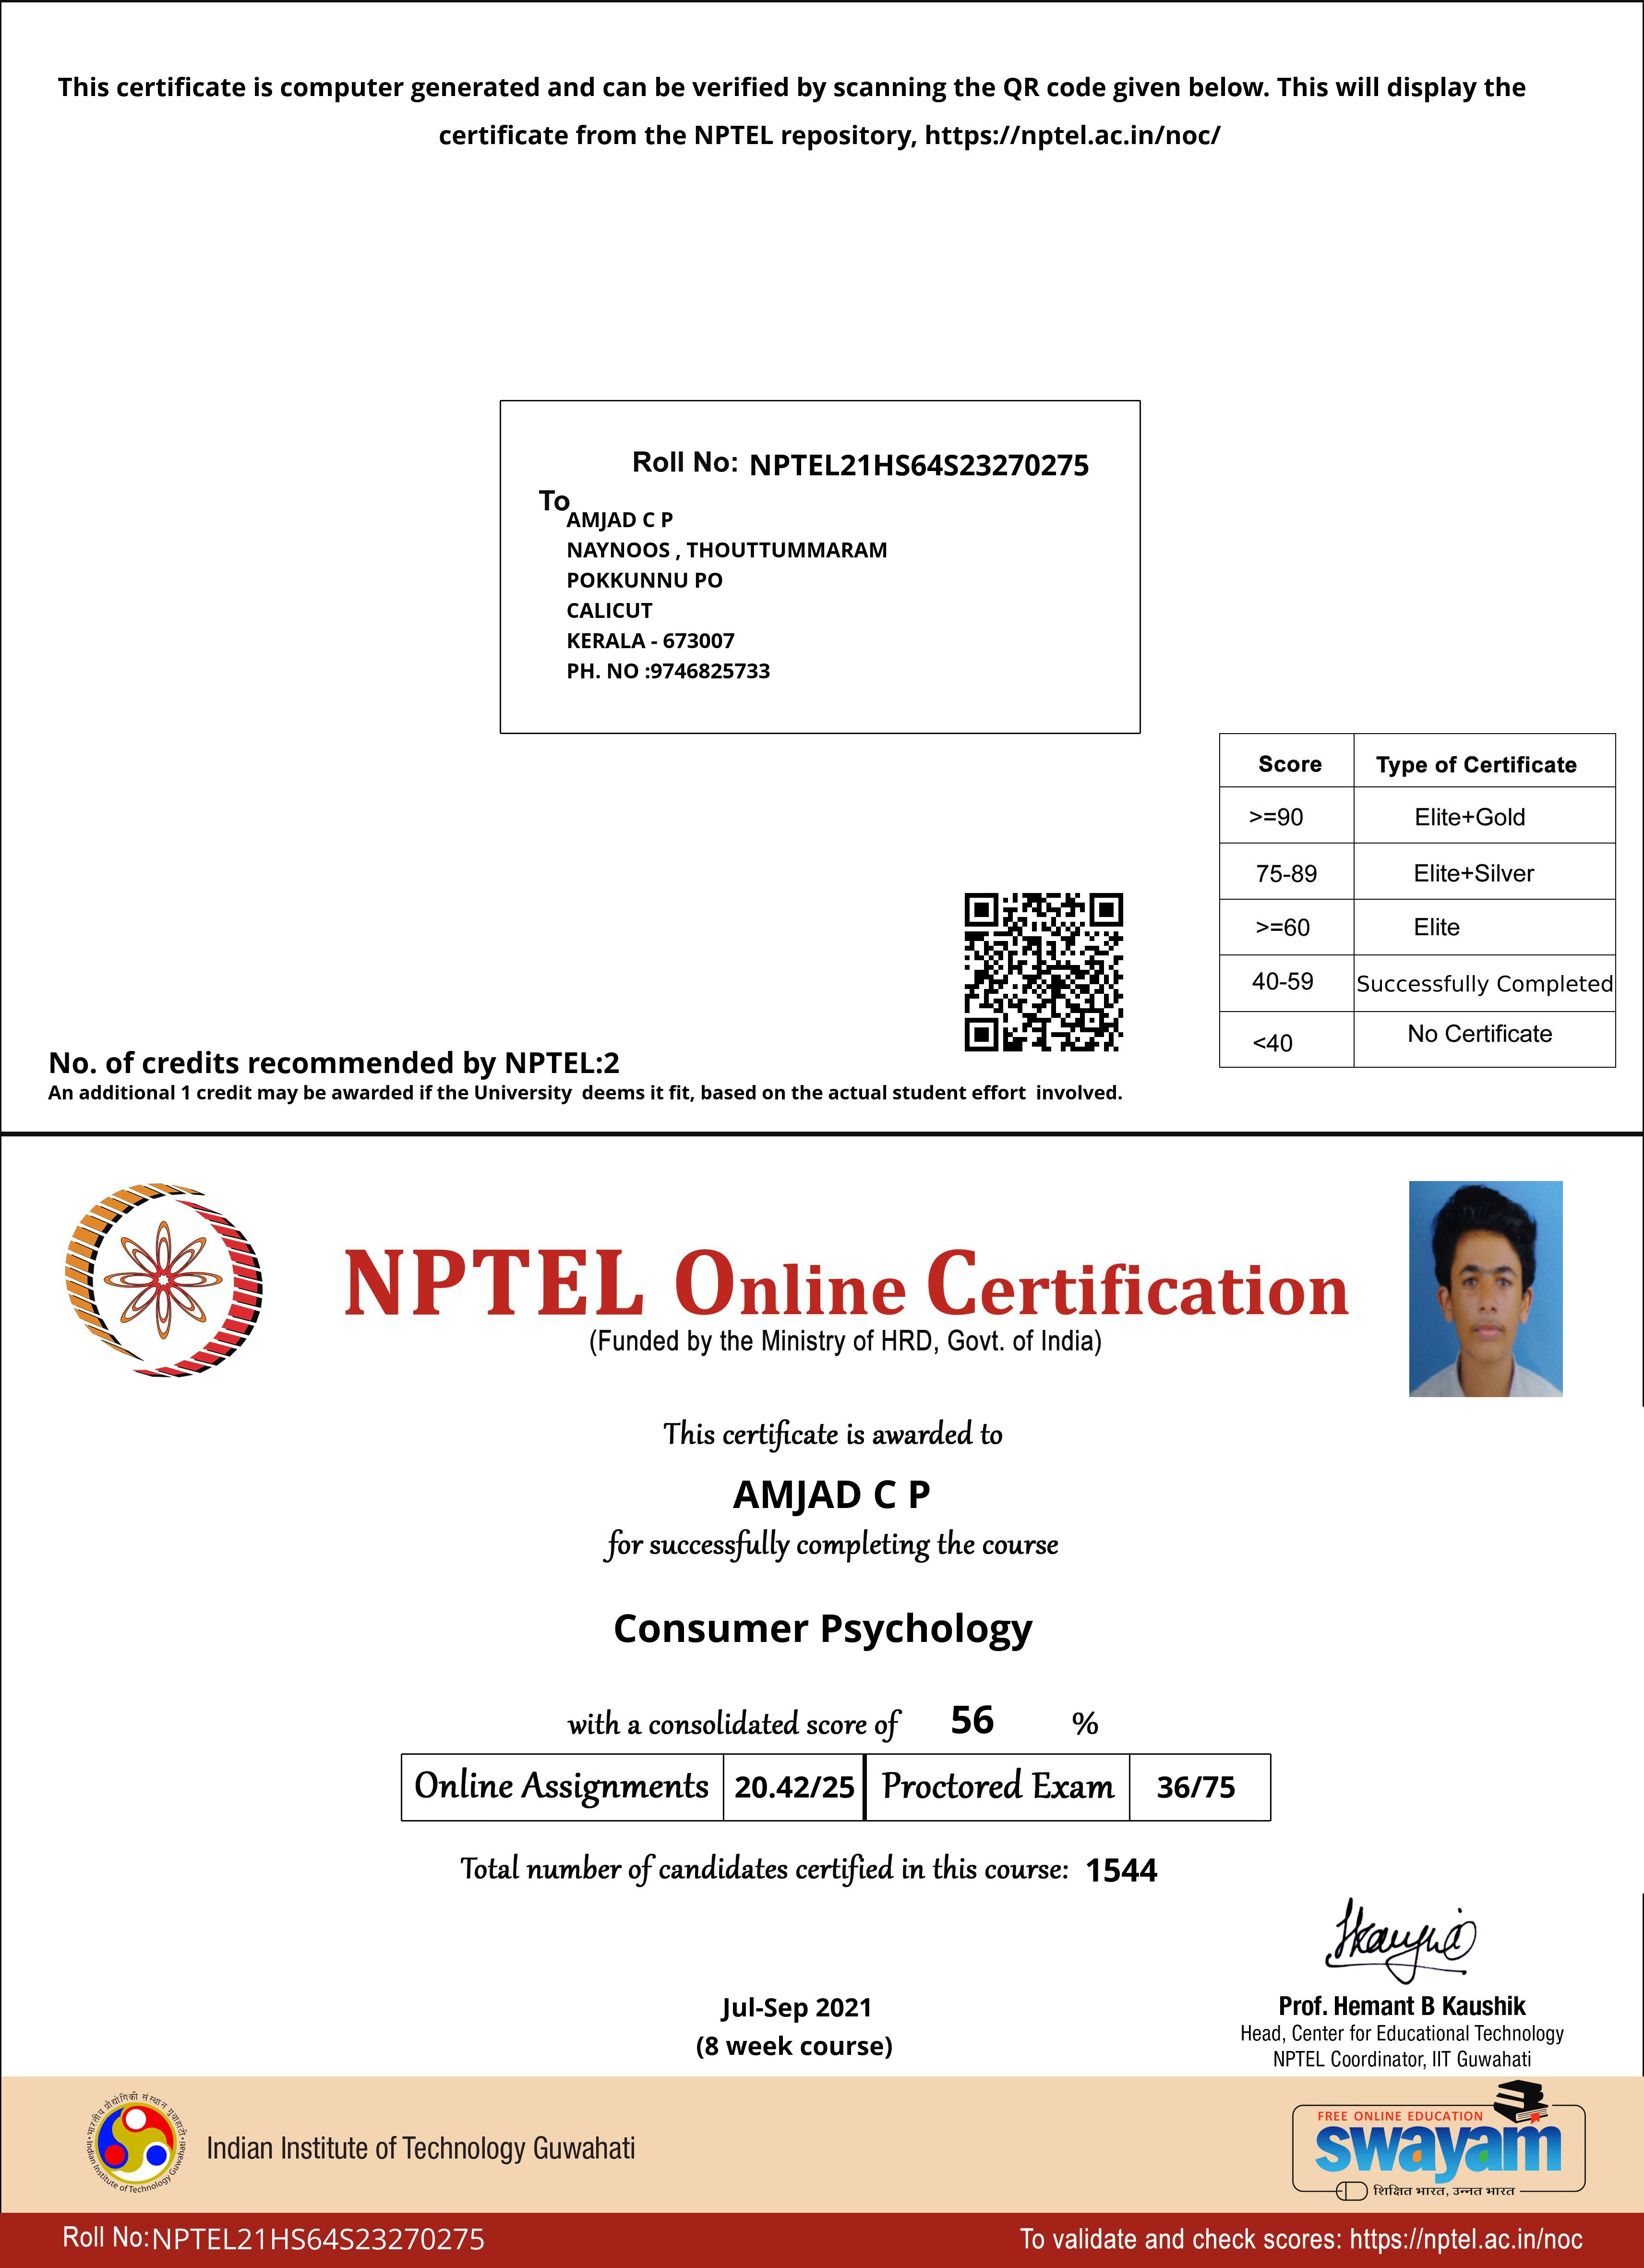 This certificate is computer generated and can be verified by scanning the QR code given below. This will display the
certificate from the NPTEL repository, https://nptel.ac.in/noc/
Roll No: NPTEL21HS64S23270275
To
AMJAD C P
NAYNOOS , THOUTTUMMARAM
POKKUNNU PO
CALICUT
KERALA - 673007
PH. NO :9746825733
Score Type of Certificate
>=90 Elite+Gold
75-89 Elite+Silver
>=60 Elite
40-59 Successfully Completed
<40 No Certificate
No. of credits recommended by NPTEL:2
An additional 1 credit may be awarded if the University deems it fit, based on the actual student effort involved.
NPTEL Online Certification
(Funded by the Ministry of HRD, Govt. of India)
This certificate is awarded to
AMJAD C P
for successfully completing the course
Consumer Psychology
with a consolidated score of 56 %
Online Assignments 20.42/25 Proctored Exam 36/75
Total number of candidates certified in this course: 1544
Jul-Sep 2021
(8 week course)
Prof. Hemant B Kaushik
Head, Center for Educational Technology
NPTEL Coordinator, IIT Guwahati
भारतीय प्रौद्योगिकी संस्थान गुवाहाटी
Indian Institute of Technology Guwahati
Indian Institute of Technology Guwahati
FREE ONLINE EDUCATION
swayam
शिक्षित भारत, उन्नत भारत
Roll No:NPTEL21HS64S23270275
To validate and check scores: https://nptel.ac.in/noc